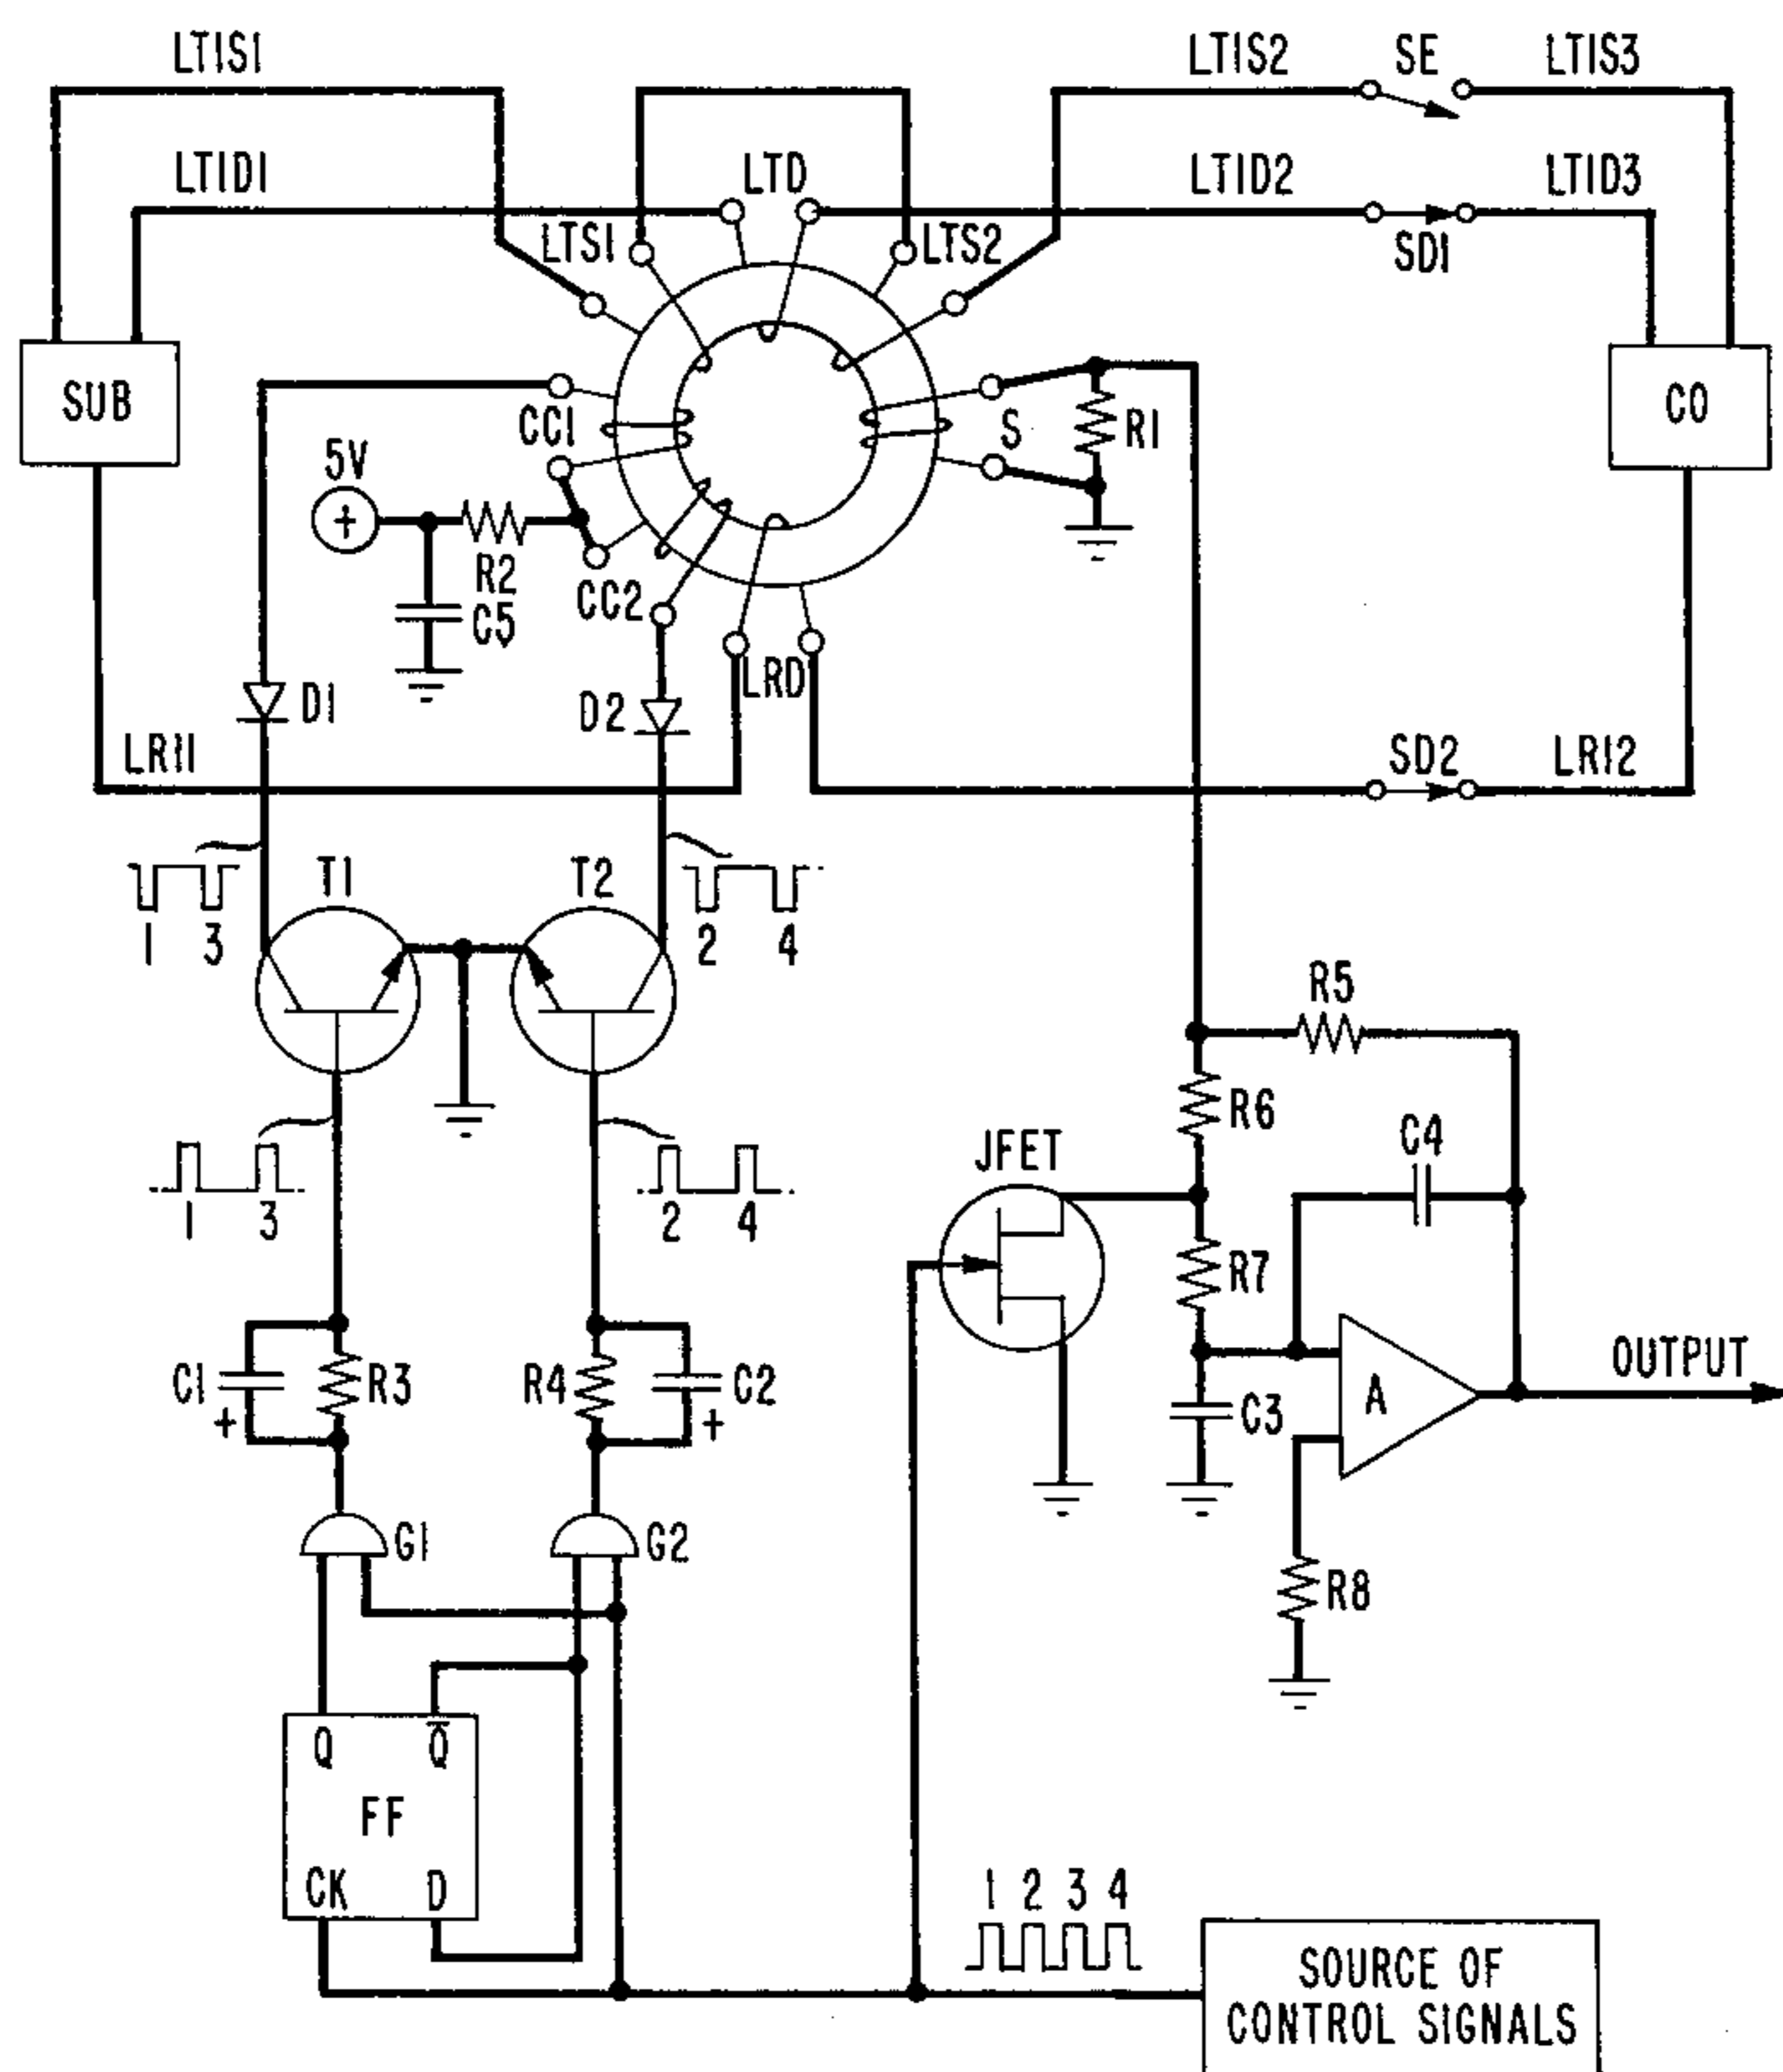 LTIS1
LTIS2
SE
LTIS3
LTID1
LTD
LTID2
LTID3
LTS1
LTS2
SD1
SUB
CO
CC1
S
R1
5V
+
R2
CC2
C5
LRD
D1
D2
LRI1
SD2
LRI2
T1
T2
1 3
2 4
R5
R6
C4
JFET
1 3
2 4
R7
C1
R3
R4
C2
+
+
OUTPUT
A
C3
G1
G2
R8
Q
Q̅
FF
CK
D
1 2 3 4
SOURCE OF
CONTROL SIGNALS